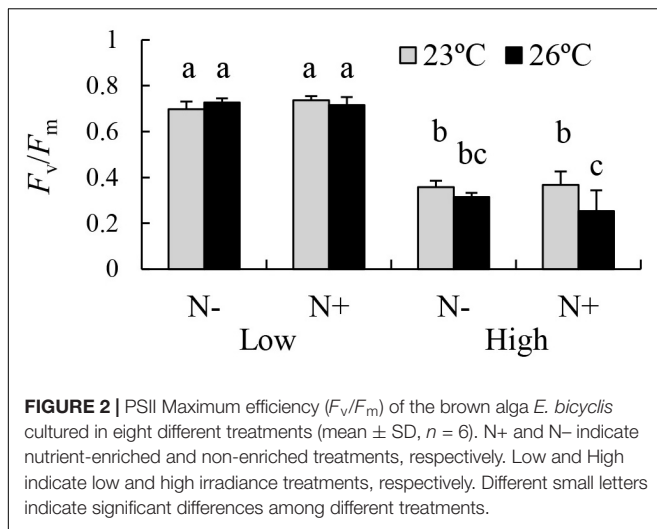 1
23ºC 26ºC
a a a a
0.8
0.6
b b
bc
c
0.4
0.2
0
Fv/Fm
N- N+ N- N+
Low High
FIGURE 2 | PSII Maximum efficiency (Fv/Fm) of the brown alga E. bicyclis
cultured in eight different treatments (mean ± SD, n = 6). N+ and N– indicate
nutrient-enriched and non-enriched treatments, respectively. Low and High
indicate low and high irradiance treatments, respectively. Different small letters
indicate significant differences among different treatments.